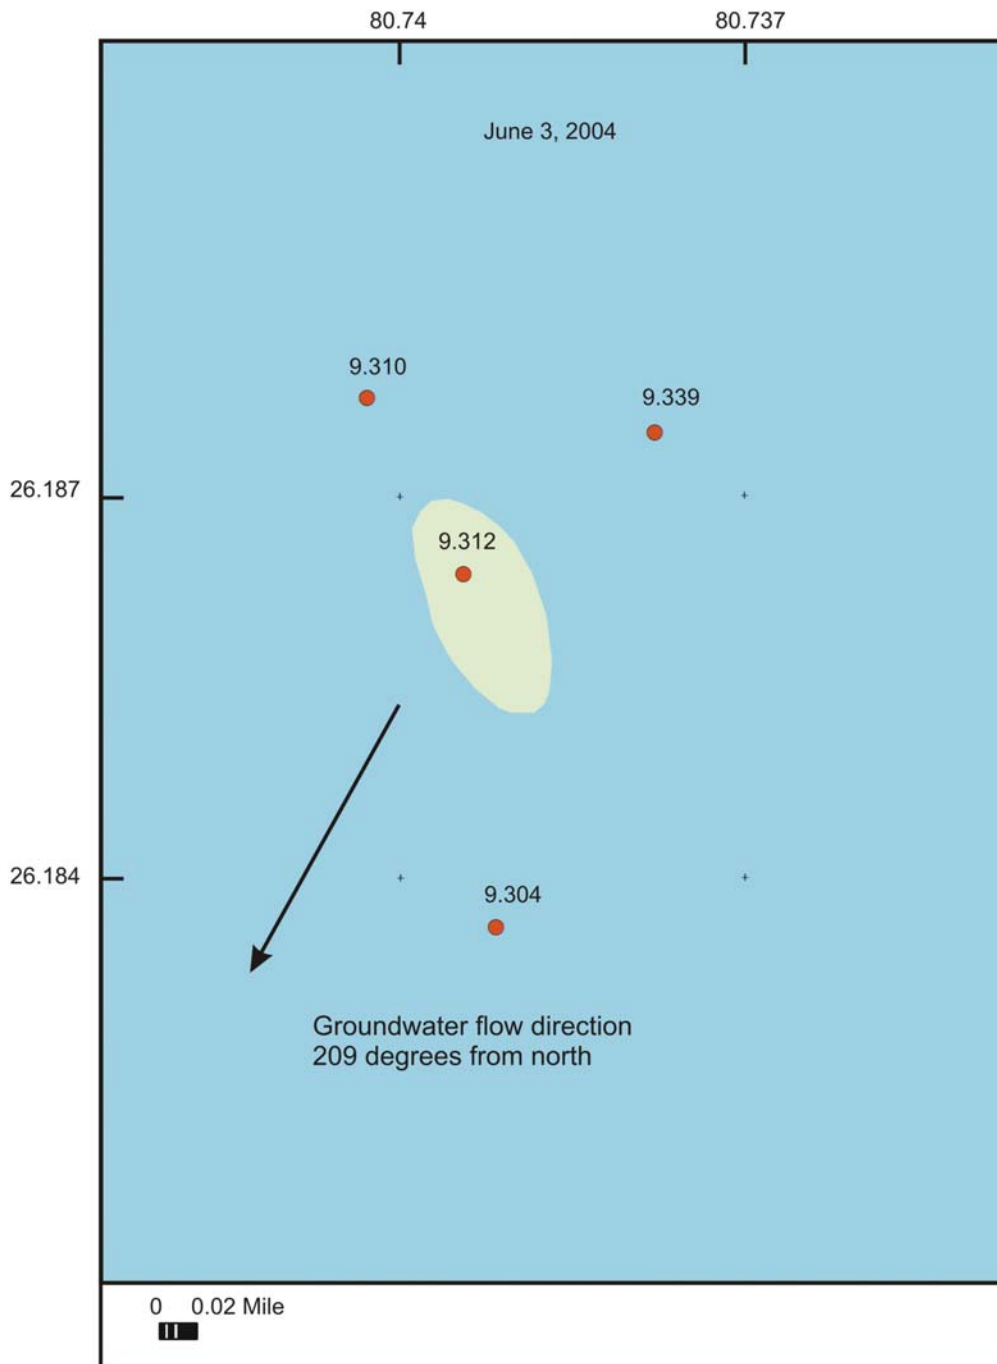 80.74
80.737
June 3, 2004
9.310
9.339
26.187
9.312
26.184
9.304
Groundwater flow direction
209 degrees from north
0 0.02 Mile